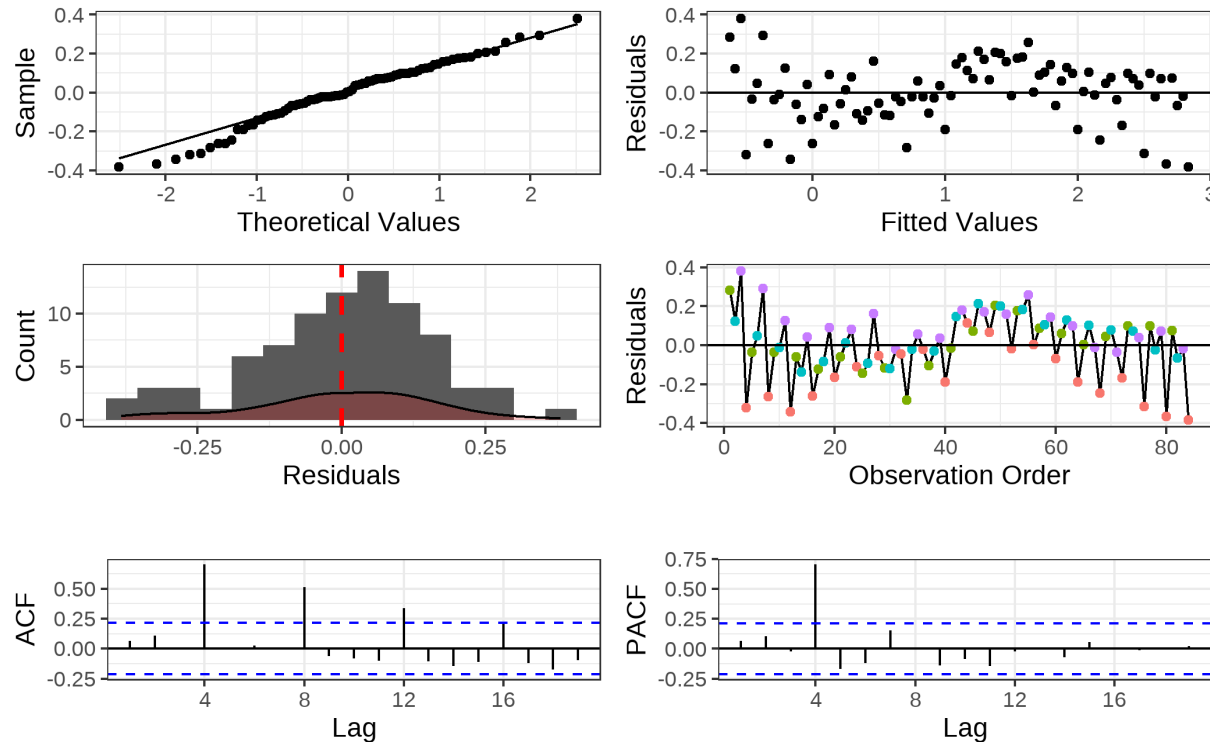 Sample
0.4
0.2
0.0
-0.2
-0.4
-2 -1 0 1 2
Theoretical Values
Residuals
0.4
0.2
0.0
-0.2
-0.4
0 1 2 3
Fitted Values
Count
10
5
0
-0.25 0.00 0.25
Residuals
Residuals
0.4
0.2
0.0
-0.2
-0.4
0 20 40 60 80
Observation Order
ACF
0.50
0.25
0.00
-0.25
4 8 12 16
Lag
PACF
0.75
0.50
0.25
0.00
-0.25
4 8 12 16
Lag